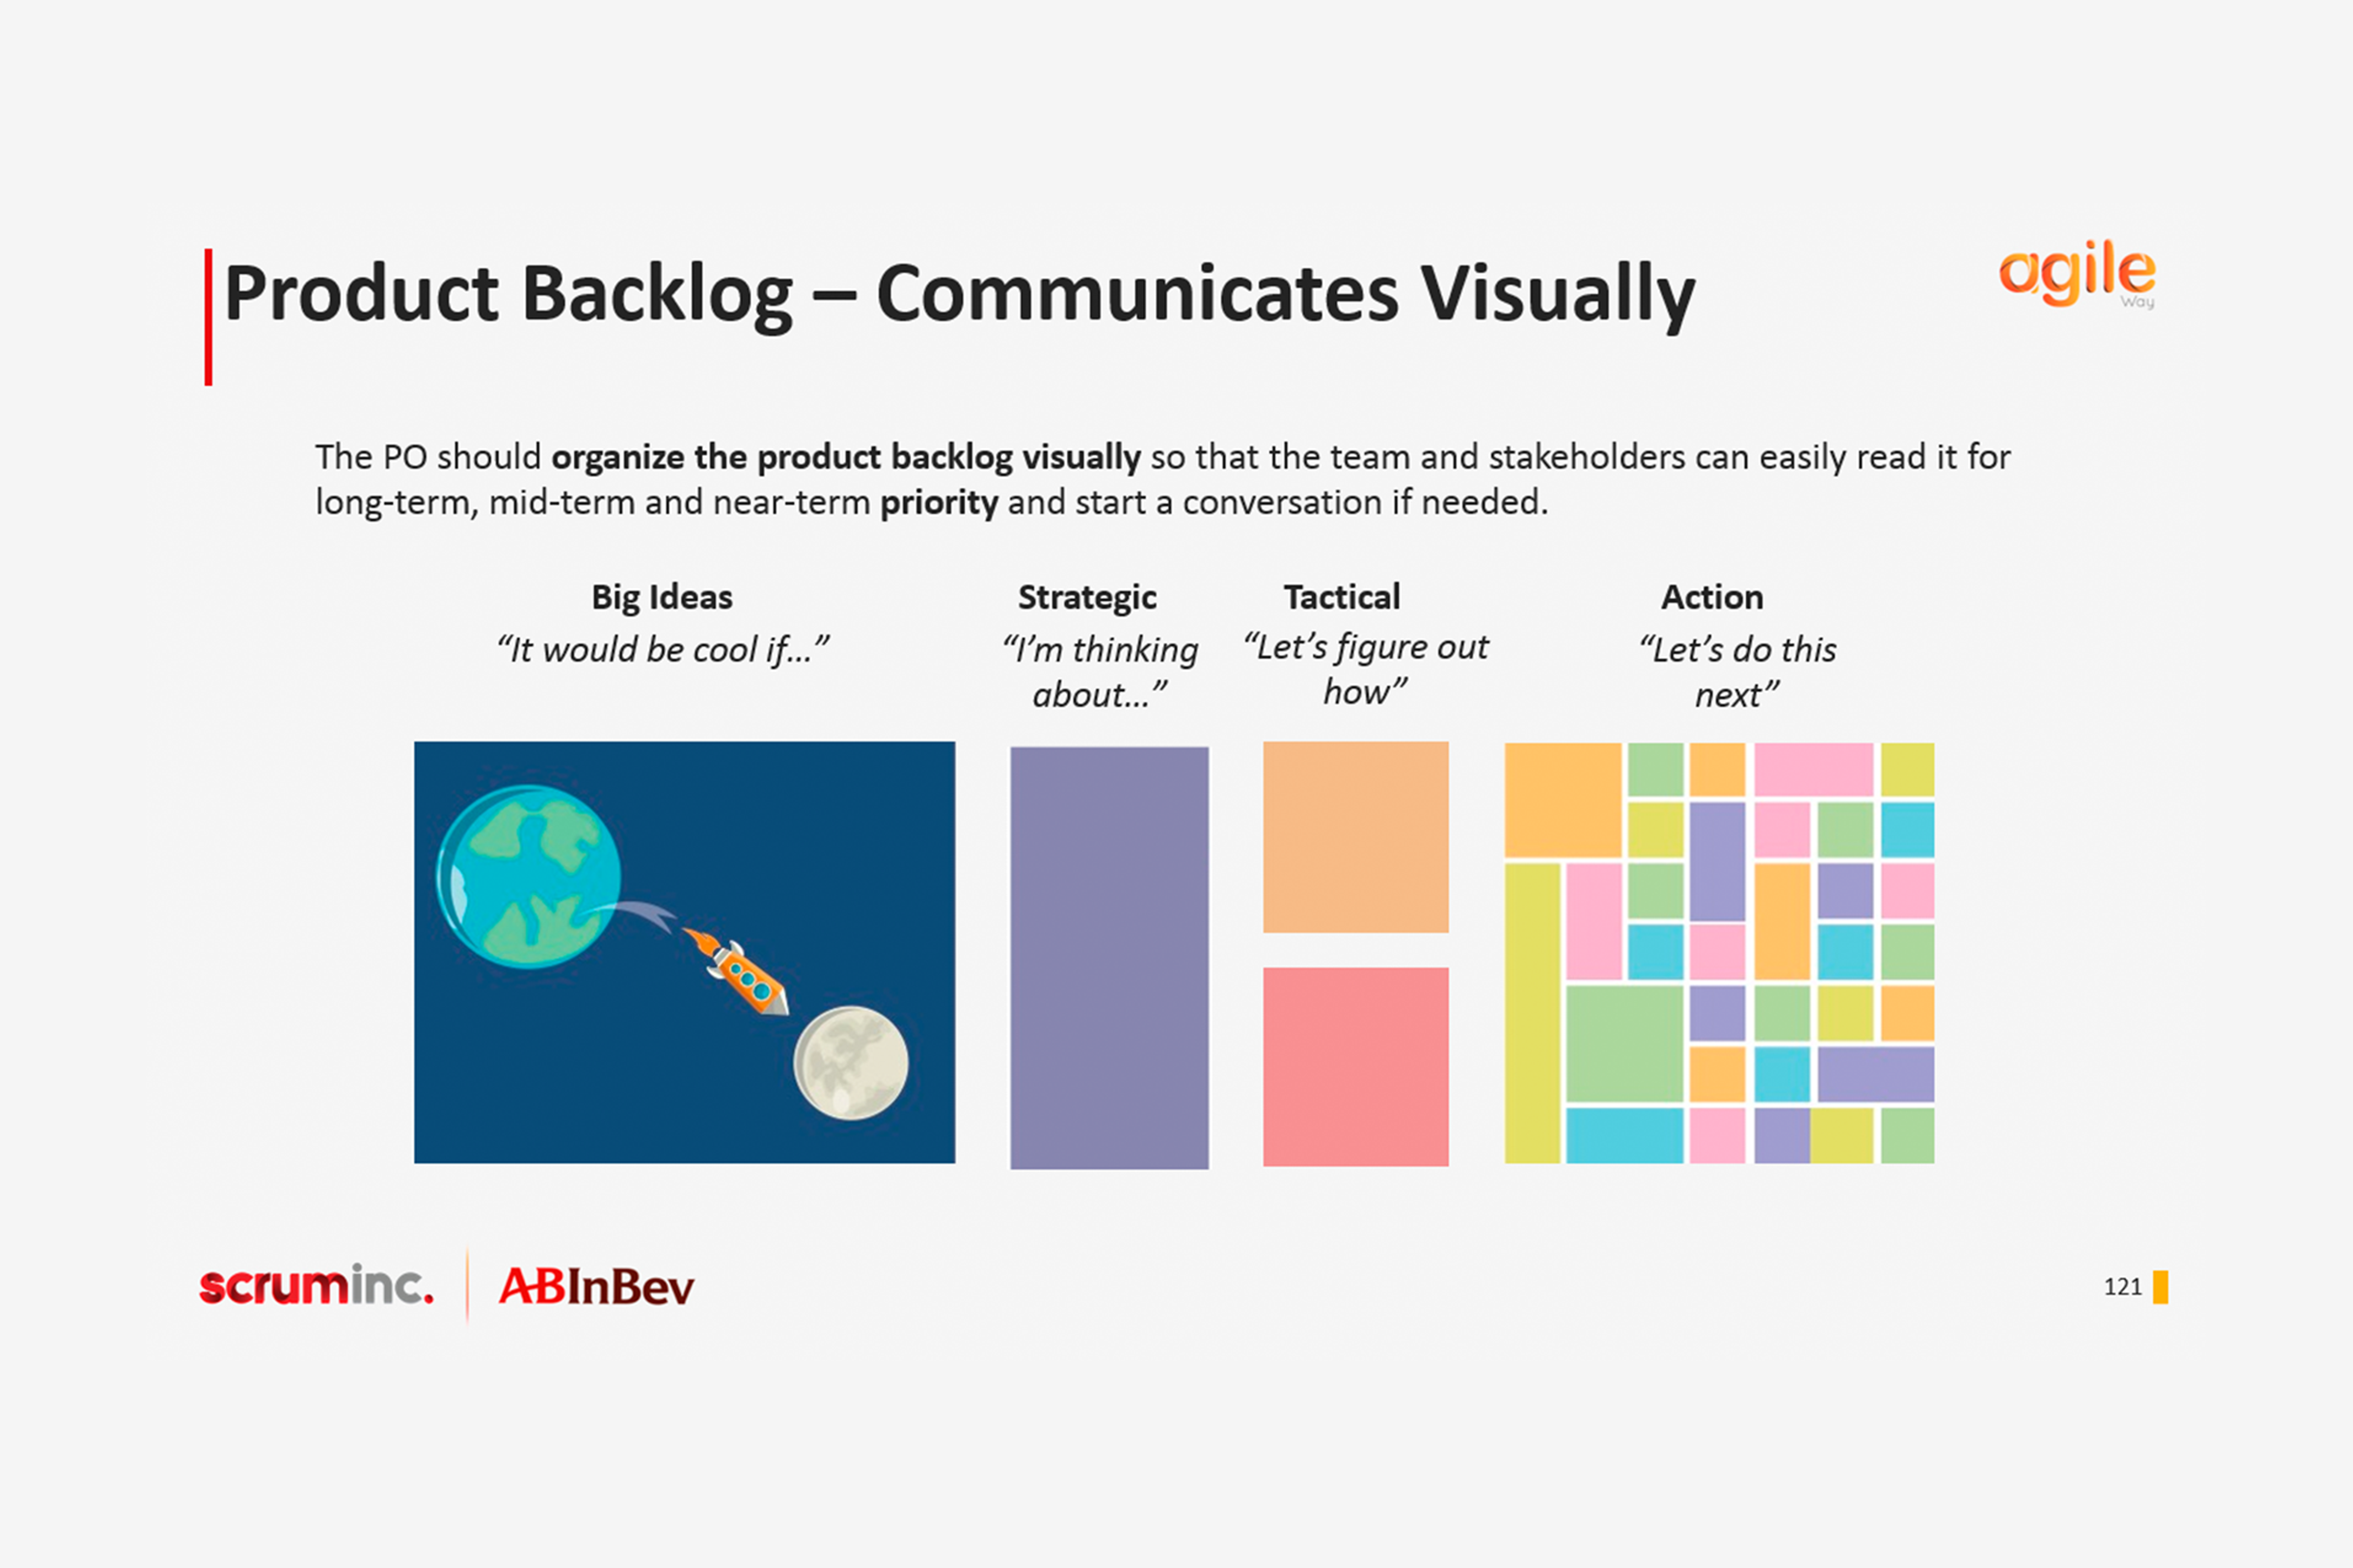 Product Backlog – Communicates Visually
agile
Way
The PO should organize the product backlog visually so that the team and stakeholders can easily read it for
long-term, mid-term and near-term priority and start a conversation if needed.
Big Ideas
“It would be cool if...”
Strategic
“I’m thinking
about...”
Tactical
“Let’s figure out
how”
Action
“Let’s do this
next”
scruminc.
ABInBev
121